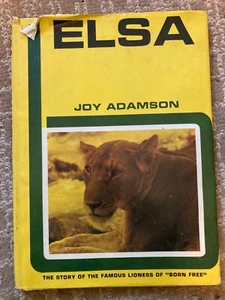 ELSA
JOY ADAMSON
THE STORY OF THE FAMOUS LIONESS OF "BORN FREE"